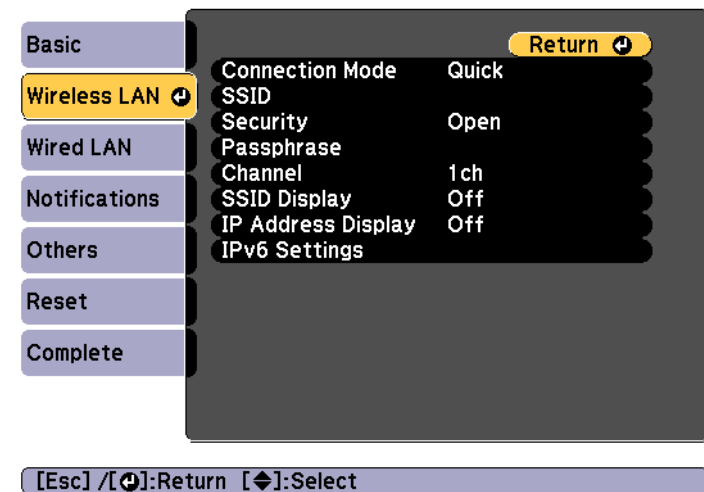 Basic
Wireless LAN
Wired LAN
Notifications
Others
Reset
Complete
Return
Connection Mode Quick
SSID
Security Open
Passphrase
Channel 1ch
SSID Display Off
IP Address Display Off
IPv6 Settings
[Esc] /[⏎]:Return [◆]:Select